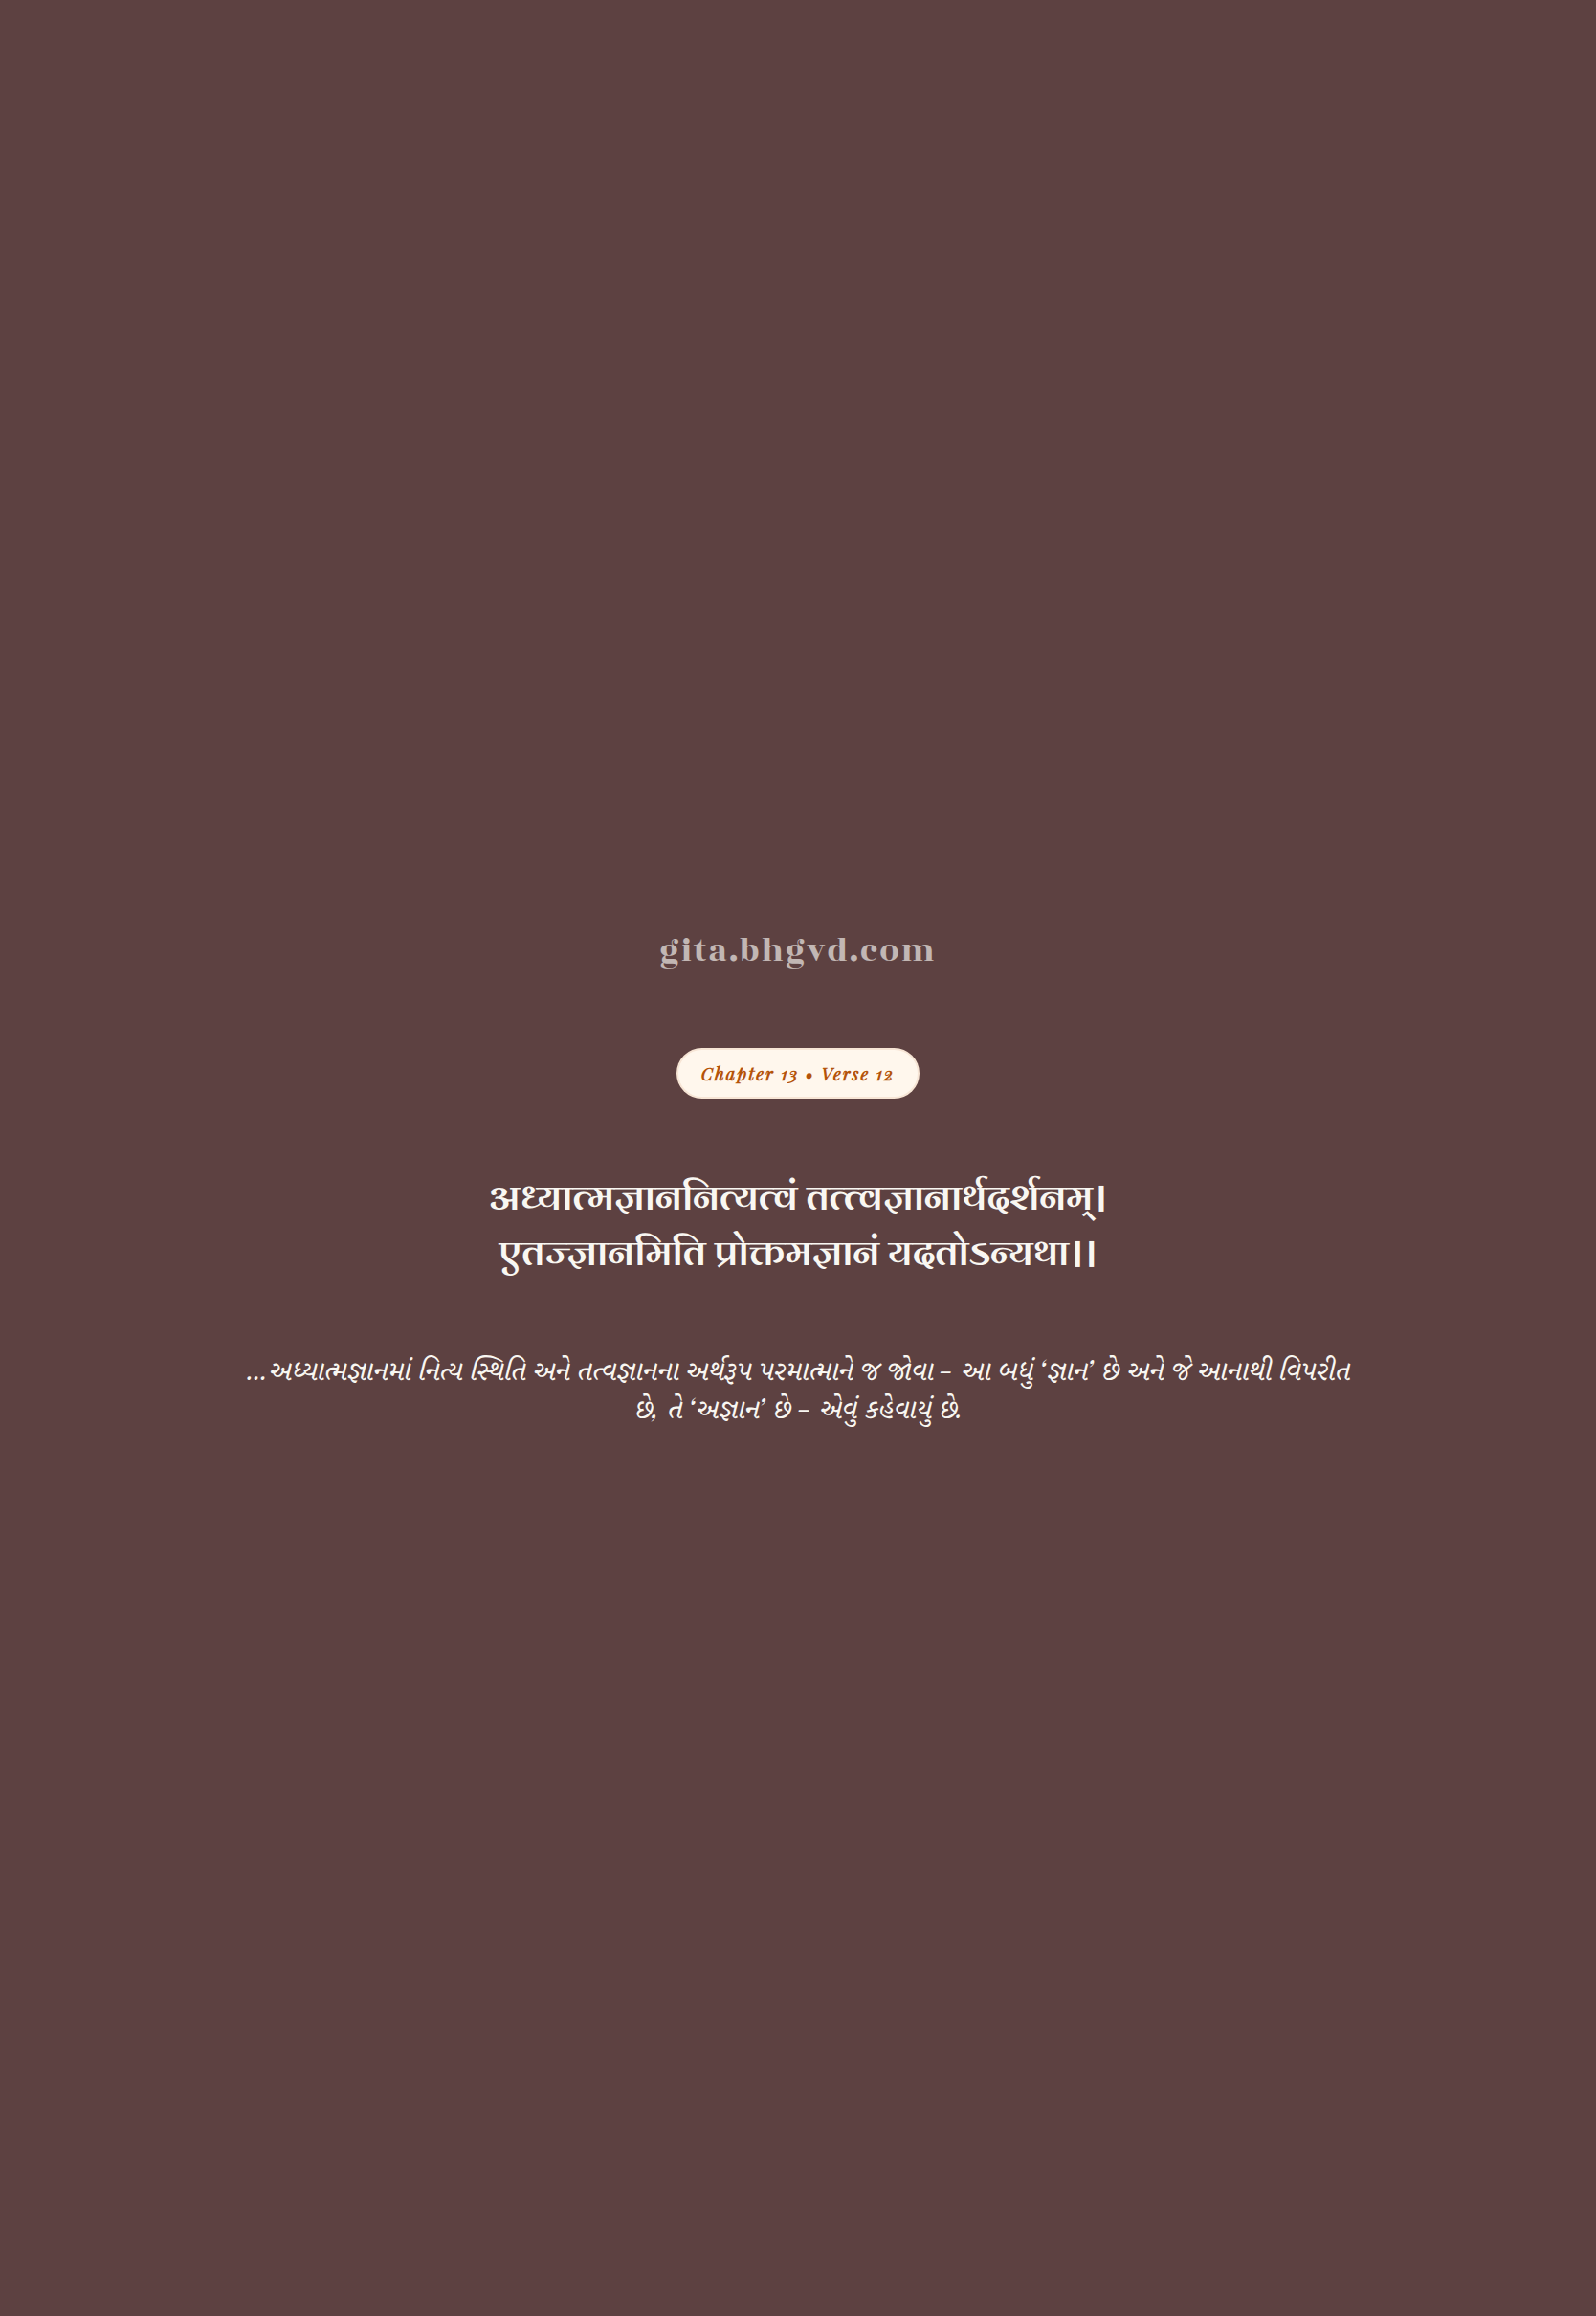 gita.bhgvd.com
Chapter 13 • Verse 12
अध्यात्मज्ञाननित्यत्वं तत्त्वज्ञानार्थदर्शनम्।
एतज्ज्ञानमिति प्रोक्तमज्ञानं यदतोऽन्यथा।।
...અધ્યાત્મજ્ઞાનમાં નિત્ય સ્થિતિ અને તત્વજ્ઞાનના અર્થરૂપ પરમાત્માને જ જોવા – આ બધું ‘જ્ઞાન’ છે અને જે આનાથી વિપરીત
છે, તે ‘અજ્ઞાન’ છે – એવું કહેવાયું છે.